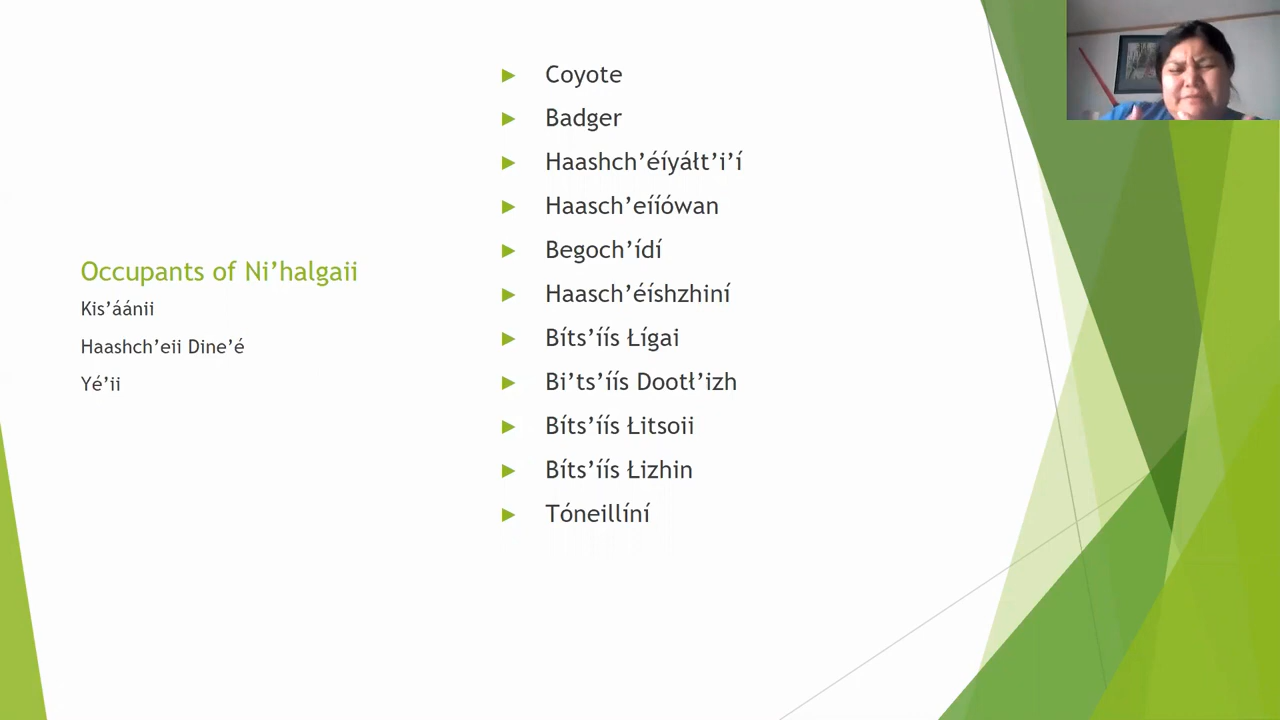 Occupants of Ni’halgaii
Kis’áánii
Haashch’eii Dine’é
Yé’ii
Coyote
Badger
Haashch’éíyáłt’i’í
Haasch’eííówan
Begoch’ídí
Haasch’éíshzhiní
Bíts’íís Łígai
Bi’ts’íís Dootł’izh
Bíts’íís Łitsoii
Bíts’íís Łizhin
Tóneillíní